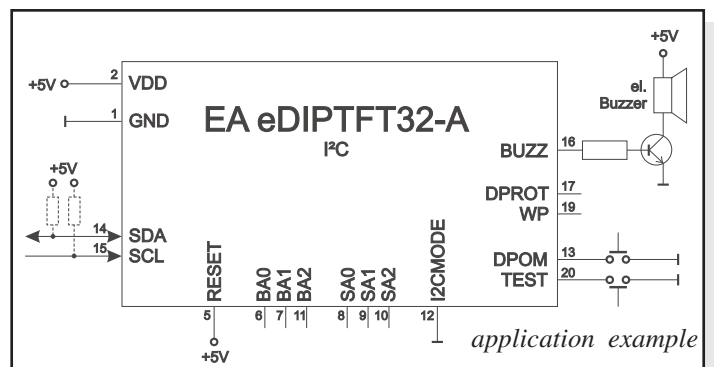 +5V
2
VDD
+5V
1
GND
EA eDIPTFT32-A
I²C
el.
Buzzer
BUZZ
16
+5V
DPROT
17
WP
19
14
SDA
15
SCL
DPOM
13
TEST
20
RESET
BA0
BA1
BA2
SA0
SA1
SA2
I2CMODE
5
6
7
11
8
9
10
12
+5V
application example